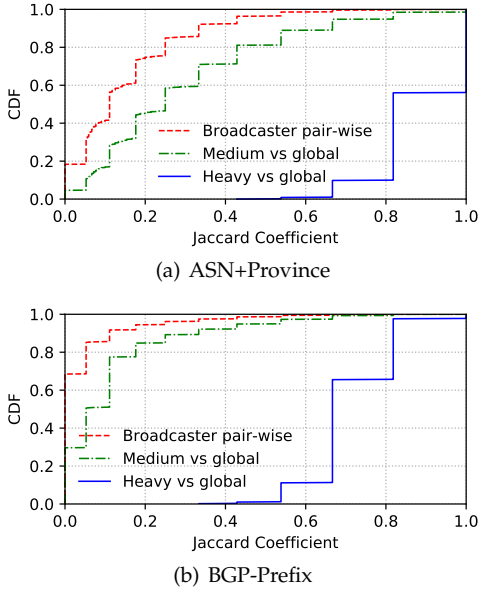 1.0
0.8
0.6
0.4
0.2
0.0
CDF
Broadcaster pair-wise
Medium vs global
Heavy vs global
0.0 0.2 0.4 0.6 0.8 1.0
Jaccard Coefficient
(a) ASN+Province
1.0
0.8
0.6
0.4
0.2
0.0
CDF
Broadcaster pair-wise
Medium vs global
Heavy vs global
0.0 0.2 0.4 0.6 0.8 1.0
Jaccard Coefficient
(b) BGP-Prefix